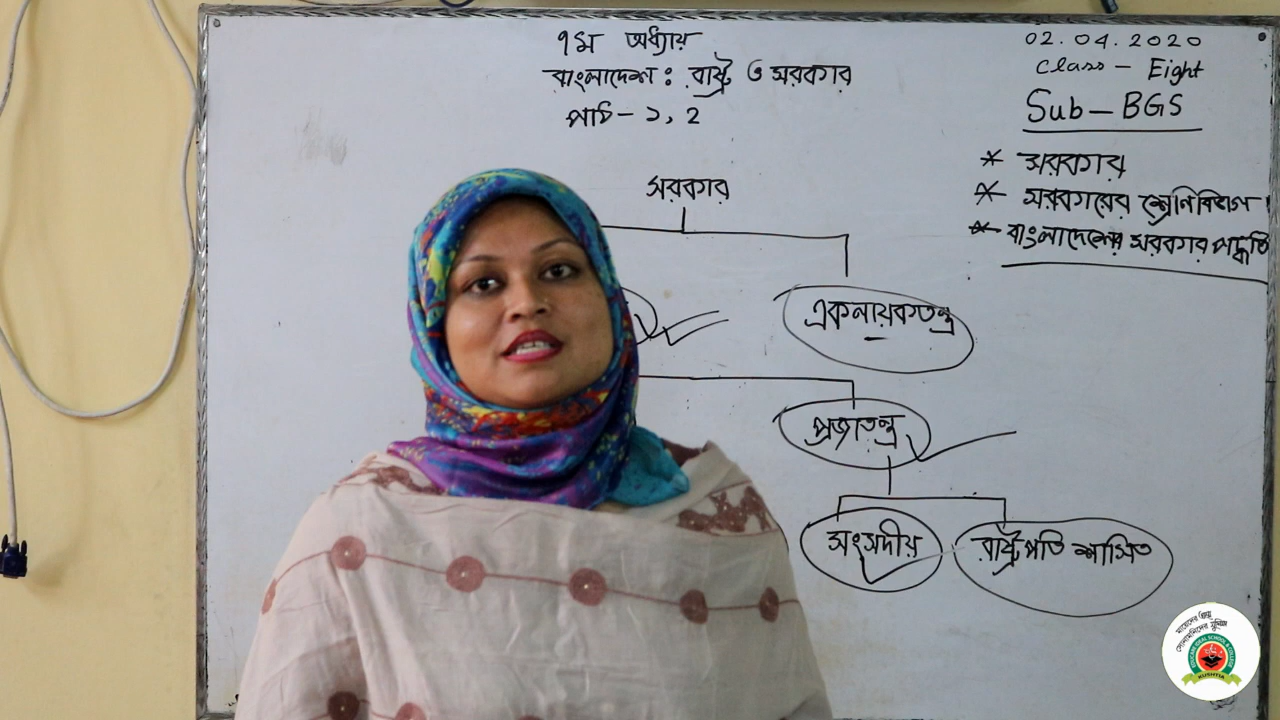 ৭ম অধ্যায়
বাংলাদেশ : রাষ্ট্র ও সরকার
পাঠ - ১, 2
02.04.2020
Class - Eight
Sub - BGS
* সরকার
* সরকারের শ্রেণিবিভাগ
* বাংলাদেশের সরকার পদ্ধতি
সরকার
একনায়কতন্ত্র
প্রজাতন্ত্র
সংসদীয়
রাষ্ট্রপতি শাসিত
KUSHTIA